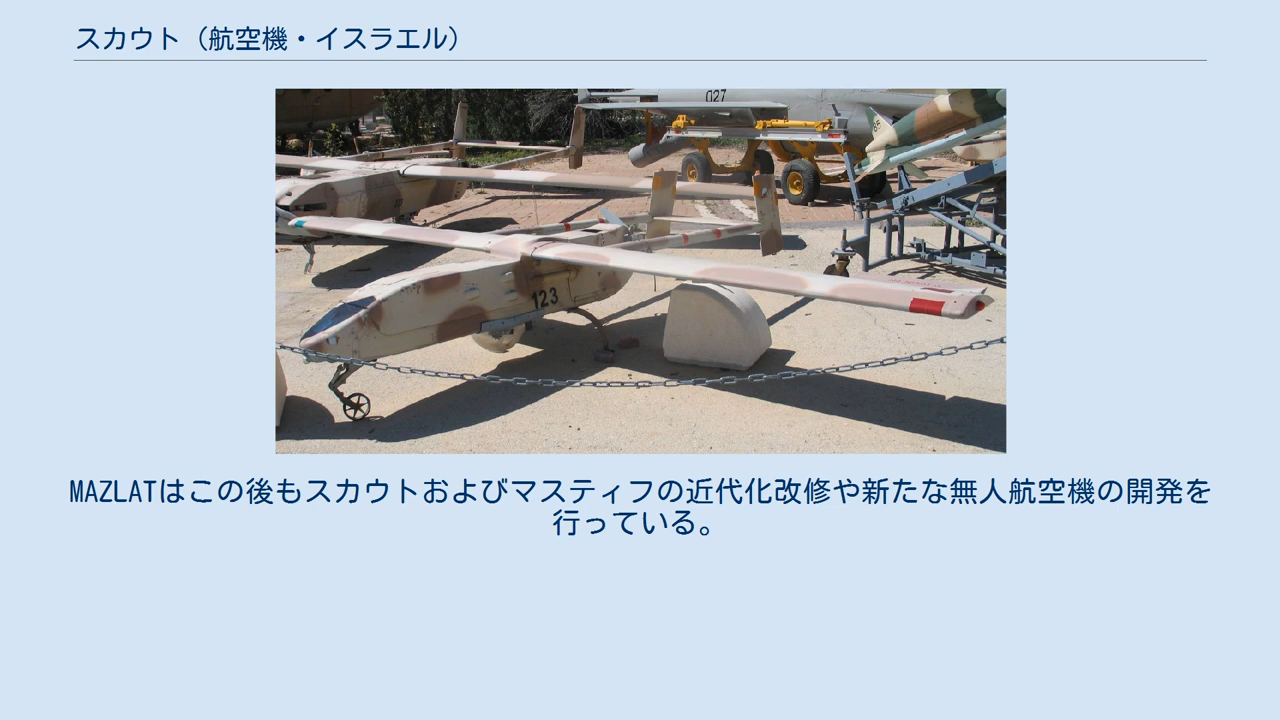 スカウト（航空機・イスラエル）
027
123
MAZLATはこの後もスカウトおよびマスティフの近代化改修や新たな無人航空機の開発を
行っている。